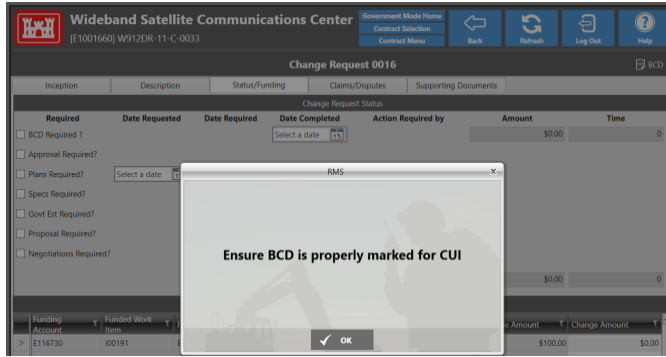 Wideband Satellite Communications Center
[E1001660] W912DR-11-C-0033
Government Mode Home
Contract Selection
Contract Menu
Back
Refresh
Log Out
Help
Change Request 0016
BCD
Inception
Description
Status/Funding
Claims/Disputes
Supporting Documents
Change Request Status
Required Date Requested Date Required Date Completed Action Required by Amount Time
BCD Required ? Select a date 15 $0.00 0
Approval Required?
Plans Required? Select a date
Specs Required?
Govt Est Required?
Proposal Required?
Negotiations Required?
$0.00 0
RMS x
Ensure BCD is properly marked for CUI
OK
Funding Account
Funded Work Item
e Amount
Change Amount
> E116730 I00191 $100.00 $0.00